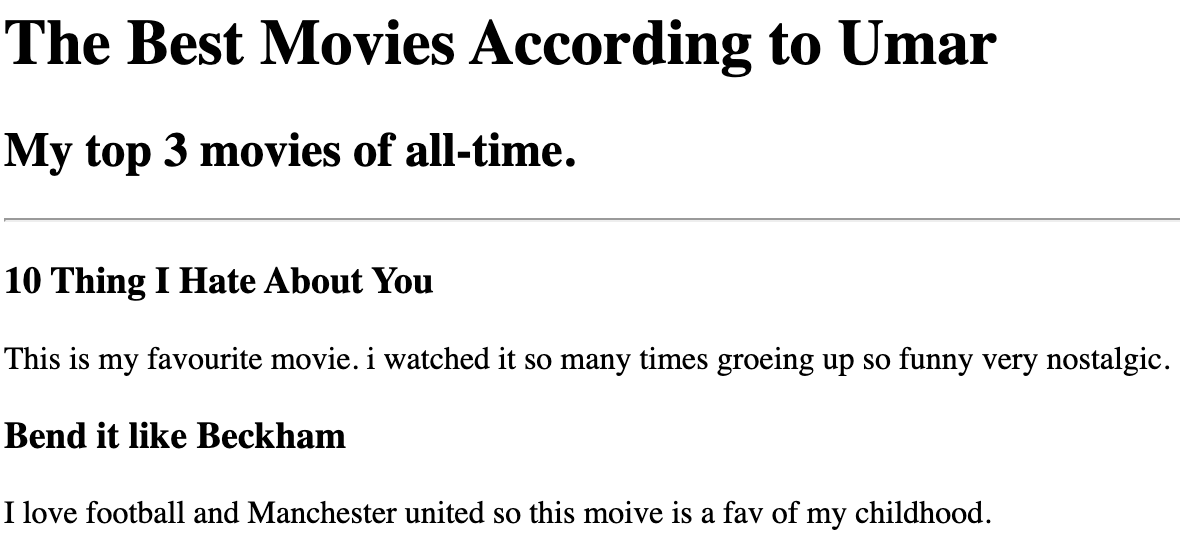 The Best Movies According to Umar
My top 3 movies of all-time.
10 Thing I Hate About You
This is my favourite movie. i watched it so many times groeing up so funny very nostalgic.
Bend it like Beckham
I love football and Manchester united so this moive is a fav of my childhood.